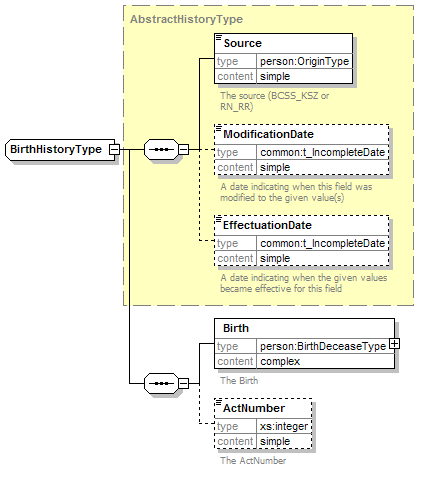 AbstractHistoryType
Source
type person:OriginType
content simple
The source (BCSS_KSZ or
RN_RR)
ModificationDate
type common:t_IncompleteDate
content simple
A date indicating when this field was
modified to the given value(s)
BirthHistoryType
EffectuationDate
type common:t_IncompleteDate
content simple
A date indicating when the given values
became effective for this field
Birth
type person:BirthDeceaseType
content complex
The Birth
ActNumber
type xs:integer
content simple
The ActNumber